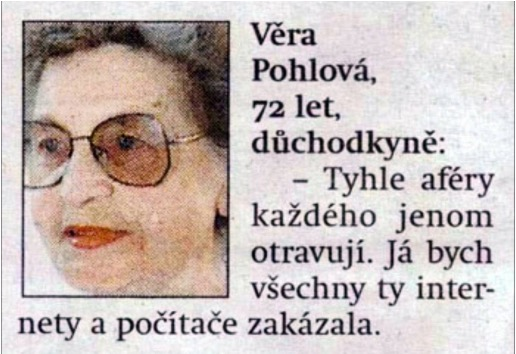 Věra
Pohlová,
72 let,
důchodkyně:
– Tyhle aféry
každého jenom
otravují. Já bych
všechny ty inter-
nety a počítače zakázala.